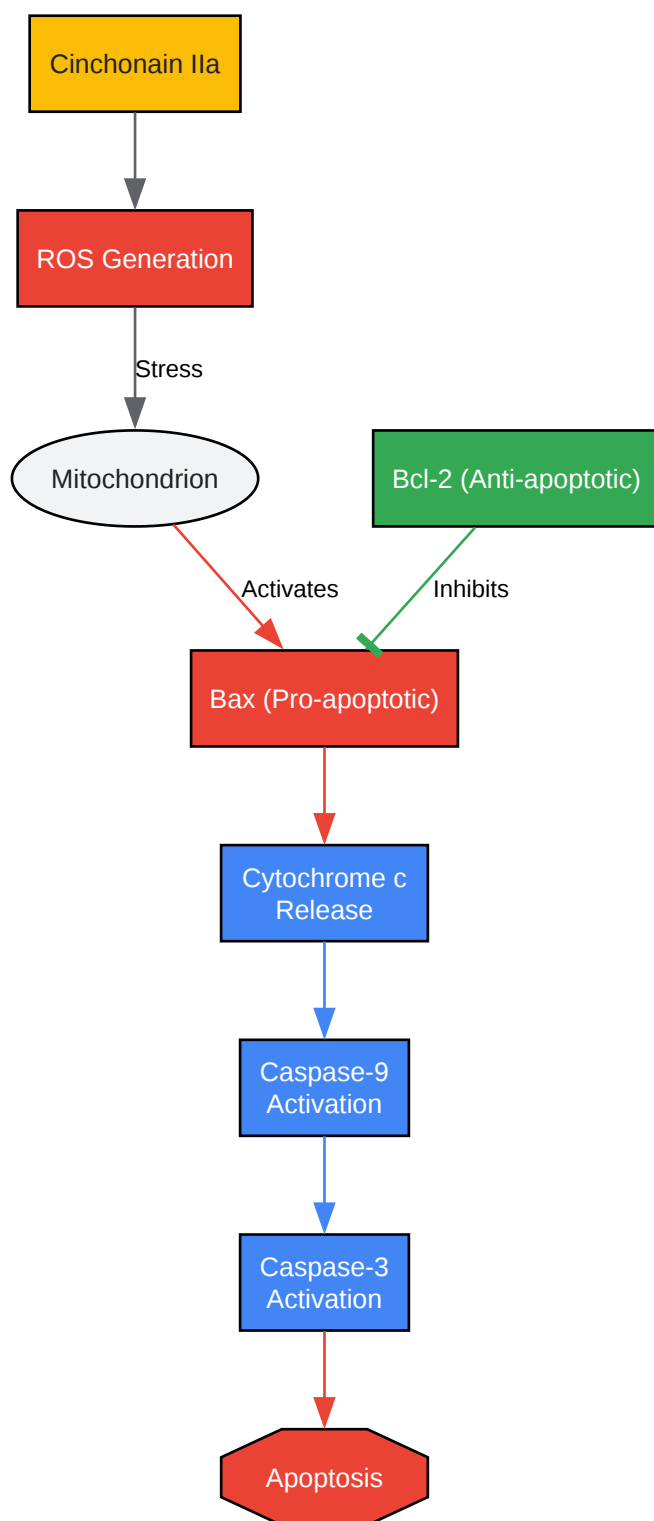 Cinchonain IIa
ROS Generation
Stress
Mitochondrion
Bcl-2 (Anti-apoptotic)
Activates
Inhibits
Bax (Pro-apoptotic)
Cytochrome c
Release
Caspase-9
Activation
Caspase-3
Activation
Apoptosis